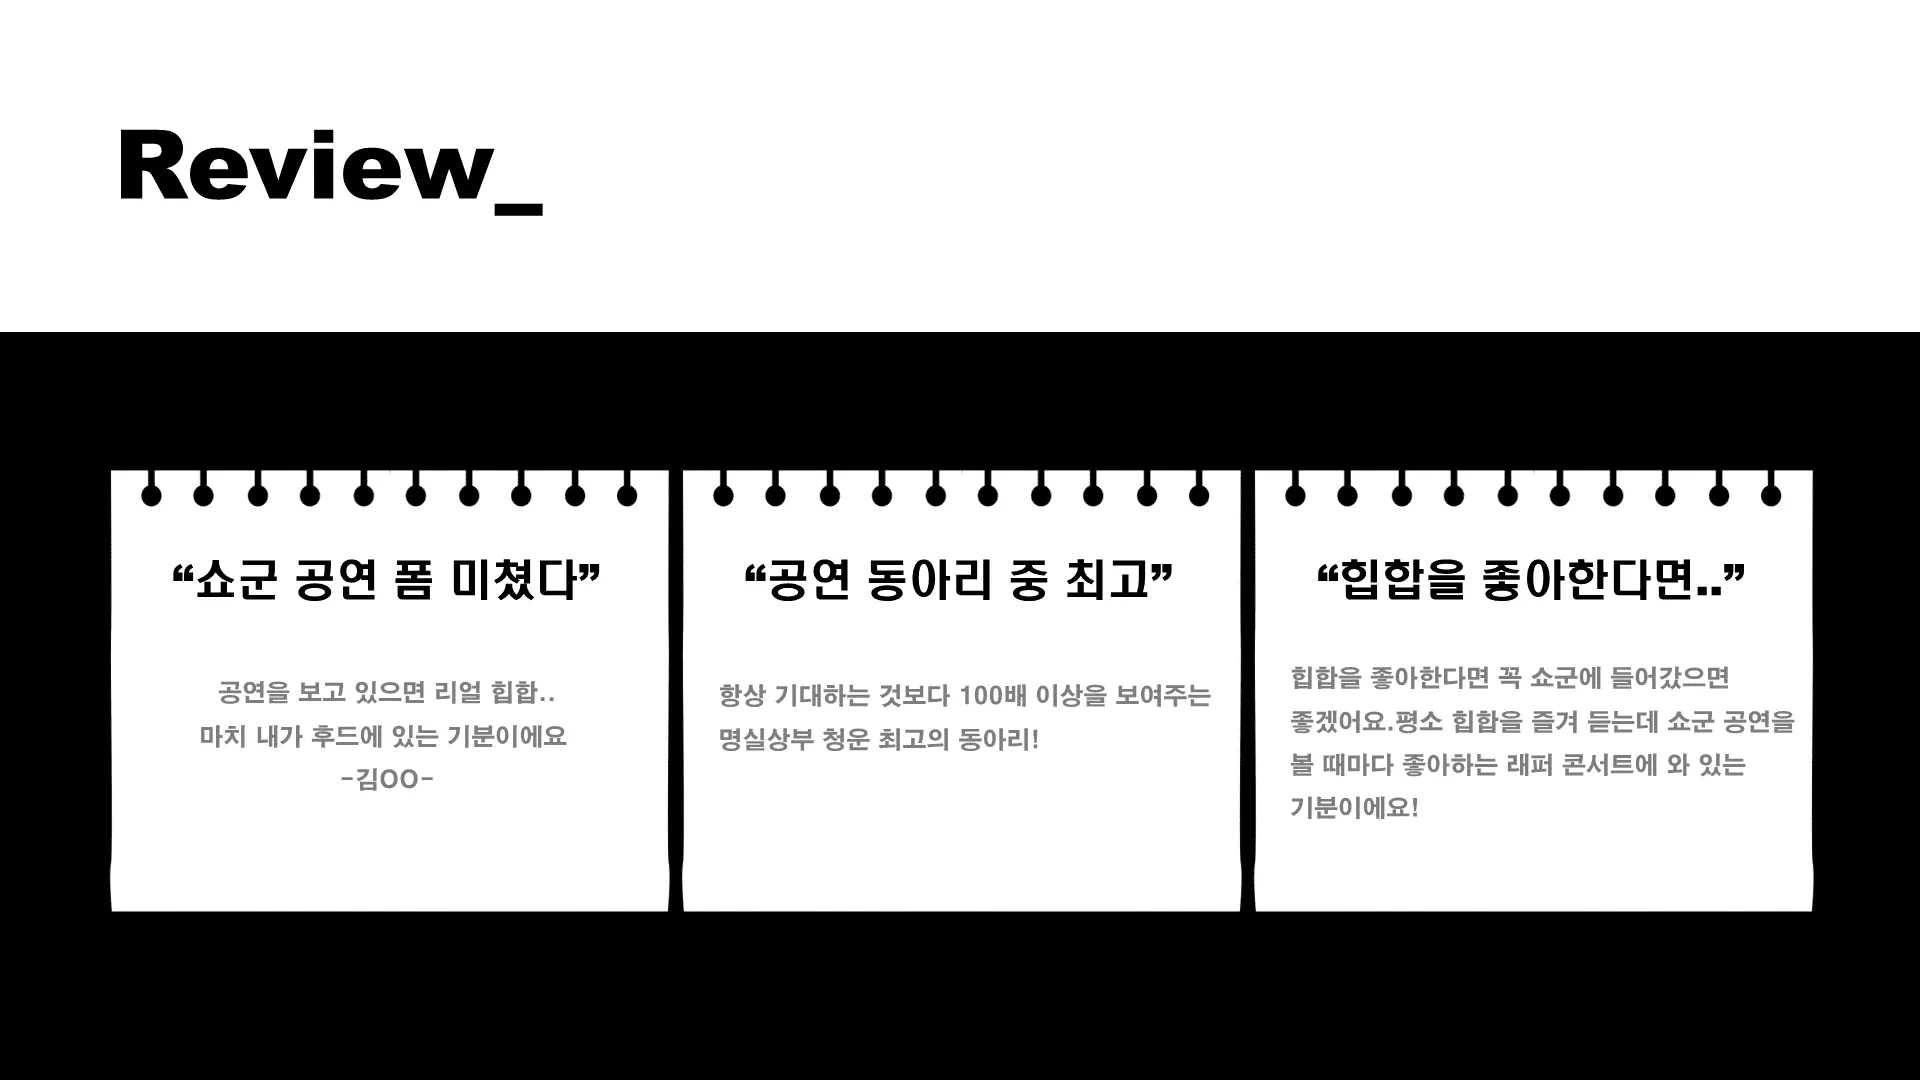 Review_
“쇼군 공연 폼 미쳤다”
공연을 보고 있으면 리얼 힙합..
마치 내가 후드에 있는 기분이에요
-김OO-
“공연 동아리 중 최고”
항상 기대하는 것보다 100배 이상을 보여주는
명실상부 청운 최고의 동아리!
“힙합을 좋아한다면..”
힙합을 좋아한다면 꼭 쇼군에 들어갔으면
좋겠어요.평소 힙합을 즐겨 듣는데 쇼군 공연을
볼 때마다 좋아하는 래퍼 콘서트에 와 있는
기분이에요!